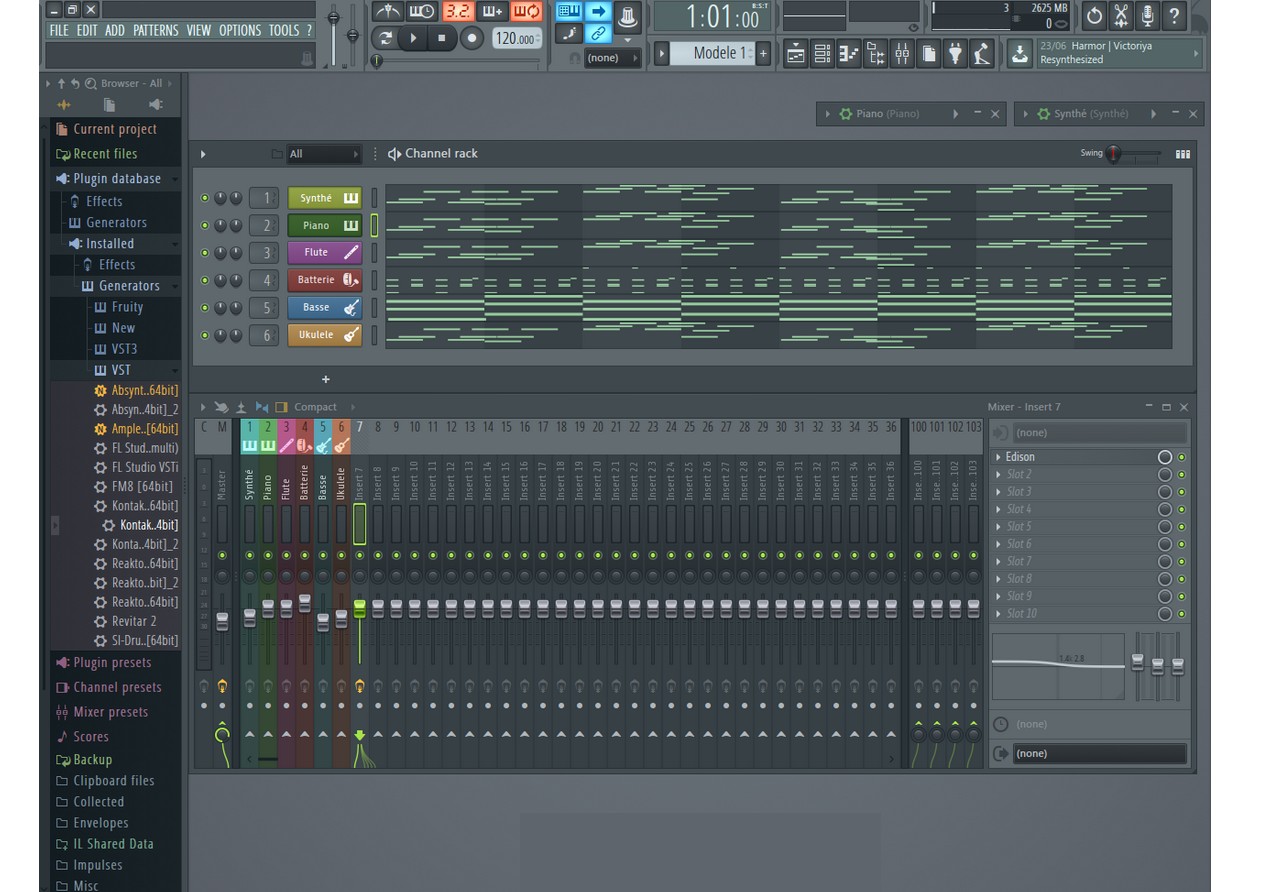 3.2
3
2625 MB
0
FILE EDIT ADD PATTERNS VIEW OPTIONS TOOLS ?
120.000
1:01:00
B:S:T
(none)
Modele 1
23/06 Harmor | Victoriya
Resynthesized
Browser - All
Current project
Recent files
Plugin database
Effects
Generators
Installed
Effects
Generators
Fruity
New
VST3
VST
Absynt..64bit]
Absyn..4bit]_2
Ample..[64bit]
FL Stud..multi)
FL Studio VSTi
FM8 [64bit]
Kontak..64bit]
Kontak..4bit]
Konta..4bit]_2
Reakto..64bit]
Reakto..bit]_2
Reakto..64bit]
Revitar 2
SI-Dru..[64bit]
Plugin presets
Channel presets
Mixer presets
Scores
Backup
Clipboard files
Collected
Envelopes
IL Shared Data
Impulses
Misc
Piano (Piano)
Synthé (Synthé)
All
Channel rack
Swing
1 Synthé
2 Piano
3 Flute
4 Batterie
5 Basse
6 Ukulele
+
Compact
Mixer - Insert 7
C M 1 2 3 4 5 6 7 8 9 10 11 12 13 14 15 16 17 18 19 20 21 22 23 24 25 26 27 28 29 30 31 32 33 34 35 36 100 101 102 103
Master Synthé Piano Flute Batterie Basse Ukulele Insert 7 Insert 8 Insert 9 Insert 10 Insert 11 Insert 12 Insert 13 Insert 14 Insert 15 Insert 16 Insert 17 Insert 18 Insert 19 Insert 20 Insert 21 Insert 22 Insert 23 Insert 24 Insert 25 Insert 26 Insert 27 Insert 28 Insert 29 Insert 30 Insert 31 Insert 32 Insert 33 Insert 34 Insert 35 Insert 36 Inse..100 Inse..101 Inse..102 Inse..103
(none)
Edison
Slot 2
Slot 3
Slot 4
Slot 5
Slot 6
Slot 7
Slot 8
Slot 9
Slot 10
(none)
(none)